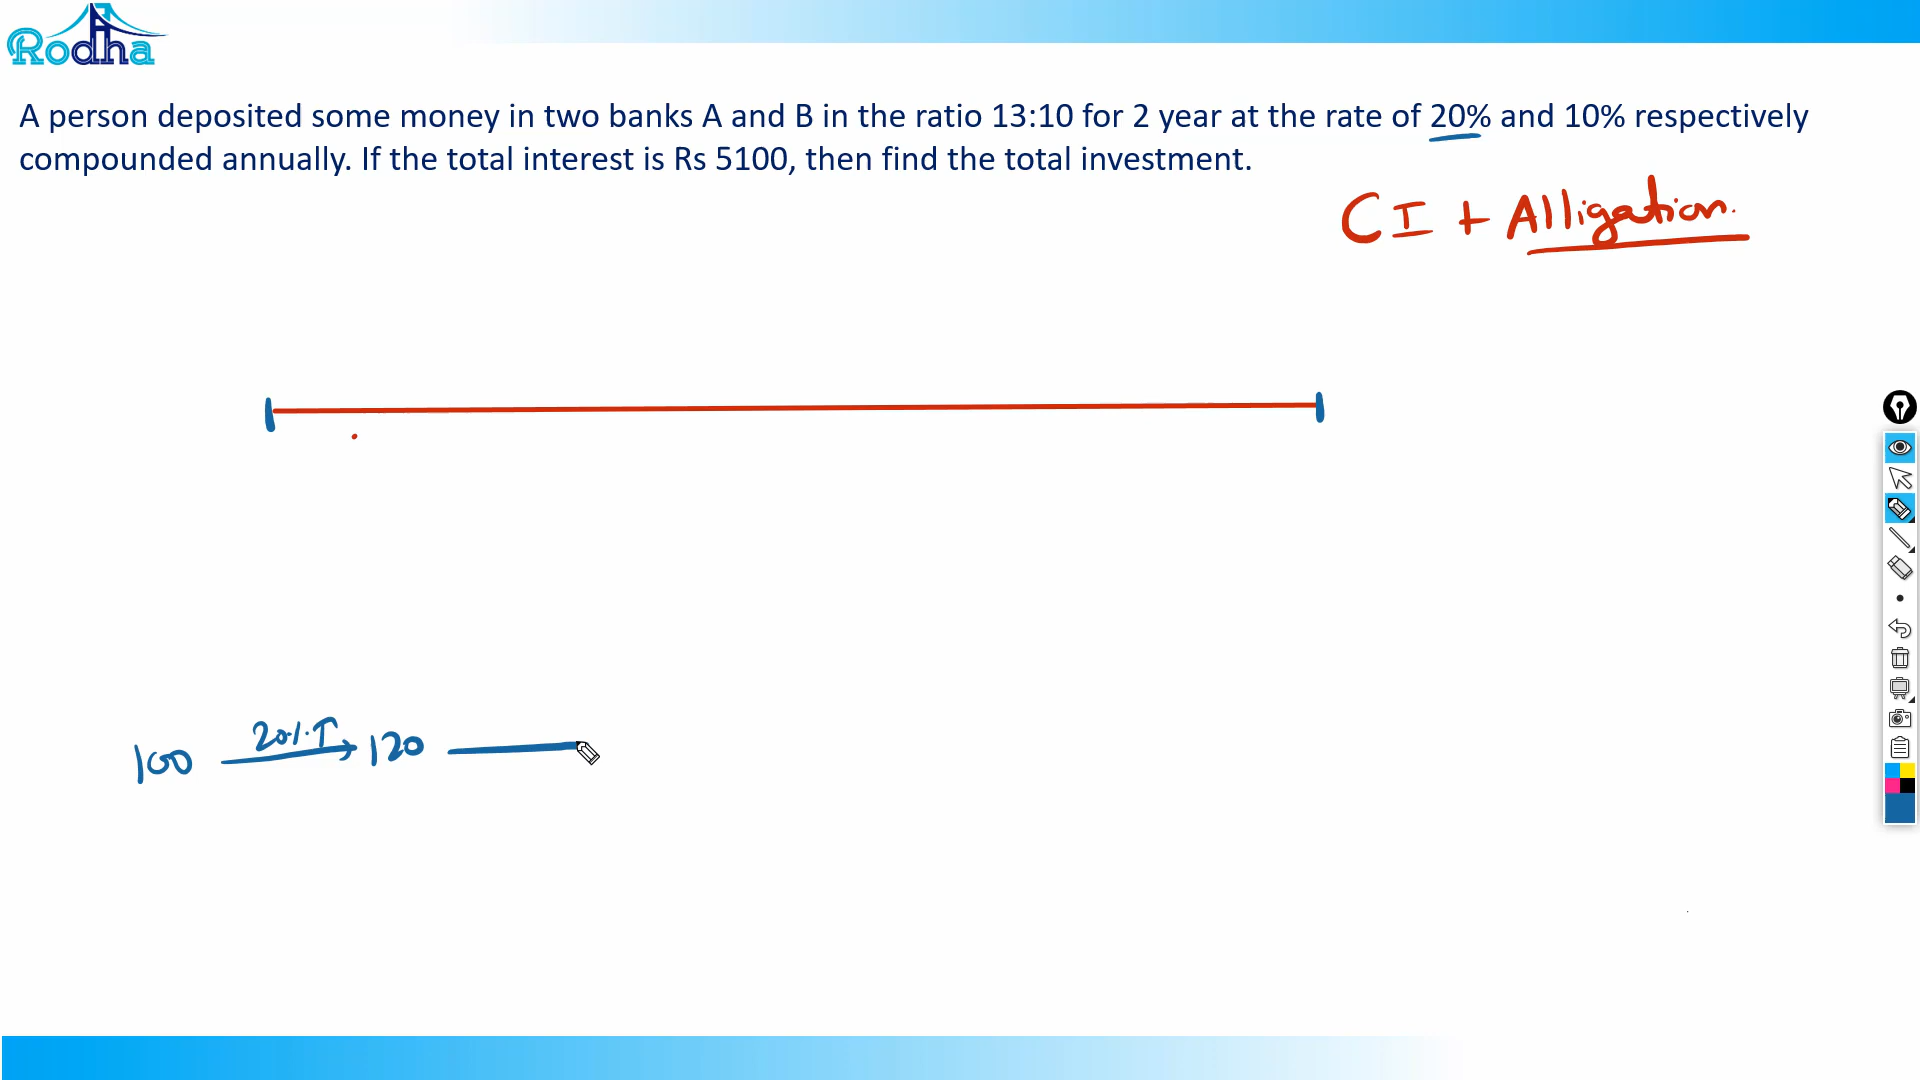 Rodha
A person deposited some money in two banks A and B in the ratio 13:10 for 2 year at the rate of 20% and 10% respectively
compounded annually. If the total interest is Rs 5100, then find the total investment.
CI + Alligation.
20%↑
100 → 120